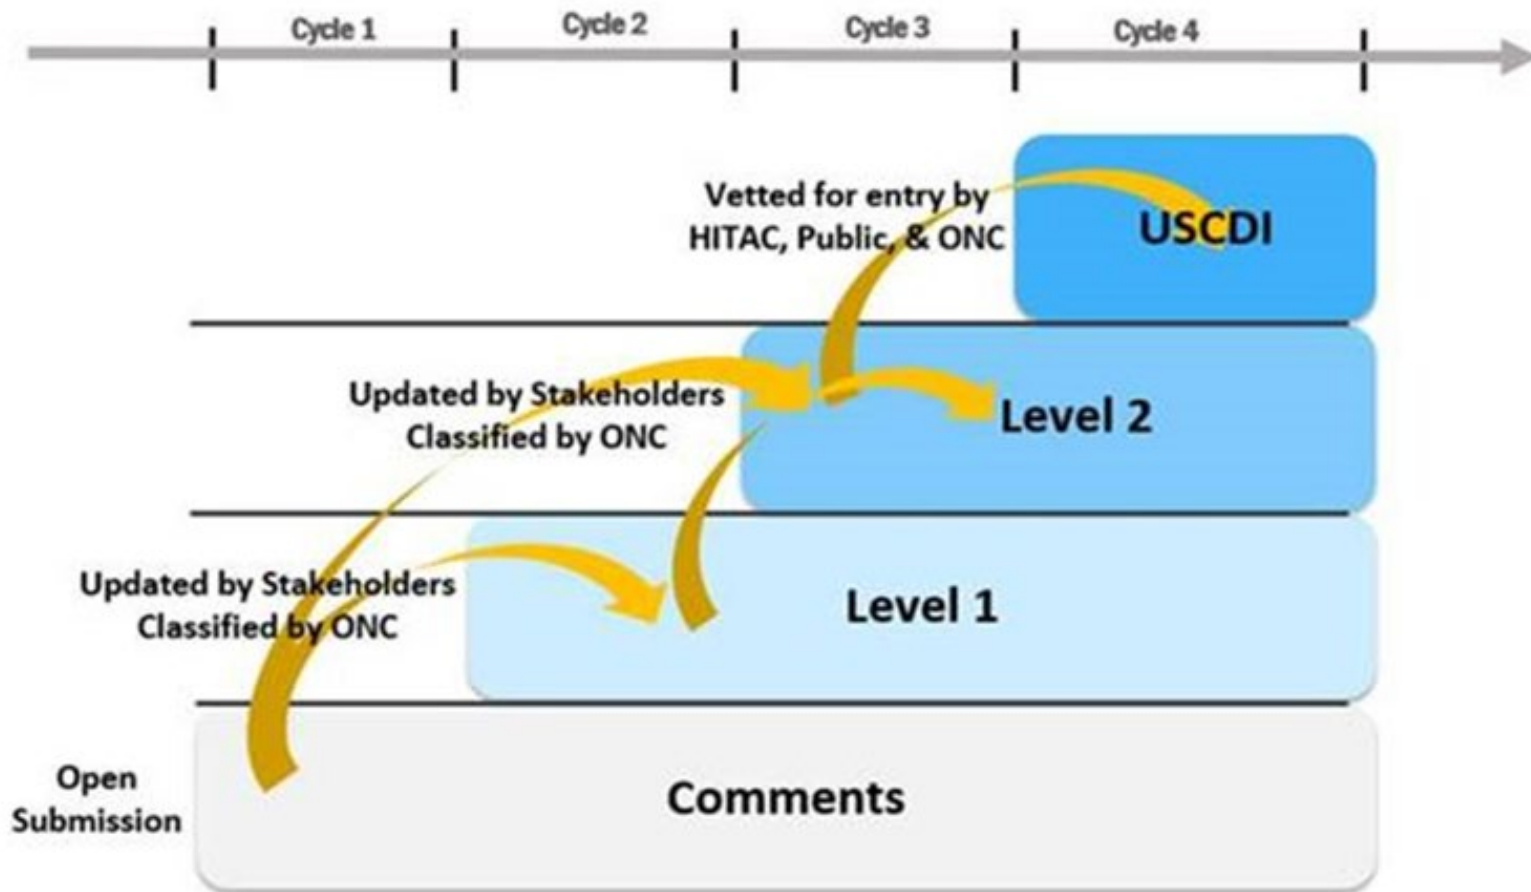 Cycle 1
Cycle 2
Cycle 3
Cycle 4
Vetted for entry by
HITAC, Public, & ONC
USCDI
Updated by Stakeholders
Classified by ONC
Level 2
Updated by Stakeholders
Classified by ONC
Level 1
Open
Submission
Comments